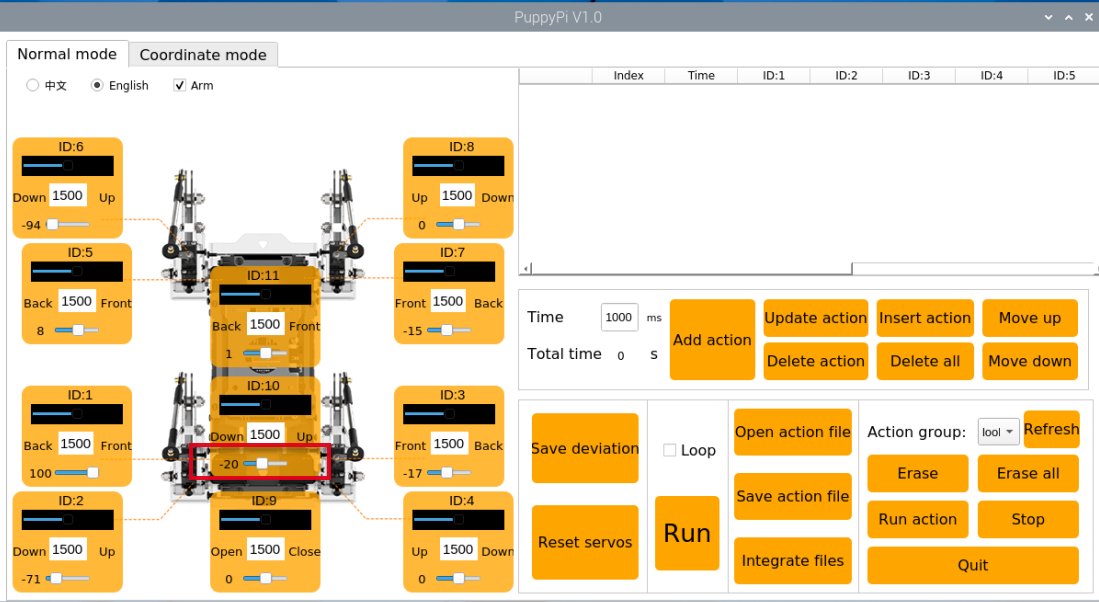 PuppyPi V1.0
Normal mode
Coordinate mode
中文
English
Arm
ID:6
1500
Down
Up
-94
ID:8
1500
Up
Down
0
ID:5
1500
Back
Front
8
ID:7
1500
Front
Back
-15
ID:11
1500
Back
Front
1
ID:1
1500
Back
Front
100
ID:10
1500
Down
Up
-20
ID:3
1500
Front
Back
-17
ID:2
1500
Down
Up
-71
ID:9
1500
Open
Close
0
ID:4
1500
Up
Down
0
Index Time ID:1 ID:2 ID:3 ID:4 ID:5
Time 1000 ms
Total time 0 s
Add action
Update action
Insert action
Move up
Delete action
Delete all
Move down
Save deviation
Reset servos
Loop
Run
Open action file
Save action file
Integrate files
Action group:
Refresh
Erase
Erase all
Run action
Stop
Quit